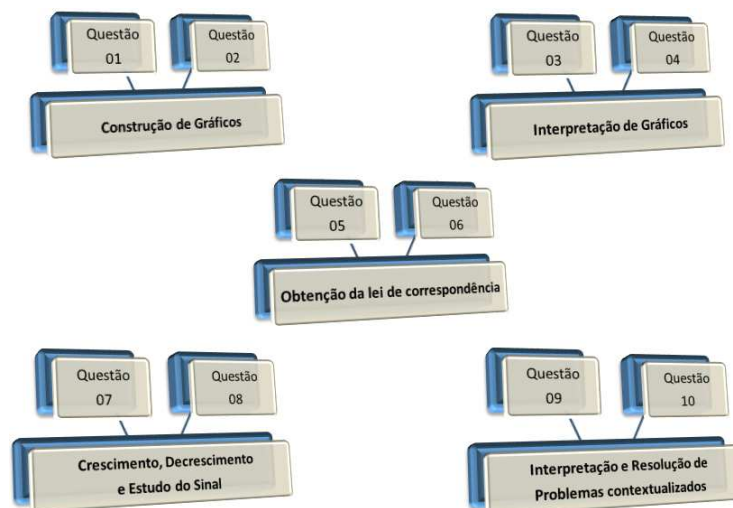 Questão
01
Questão
02
Construção de Gráficos
Questão
03
Questão
04
Interpretação de Gráficos
Questão
05
Questão
06
Obtenção da lei de correspondência
Questão
07
Questão
08
Crescimento, Decrescimento
e Estudo do Sinal
Questão
09
Questão
10
Interpretação e Resolução de
Problemas contextualizados